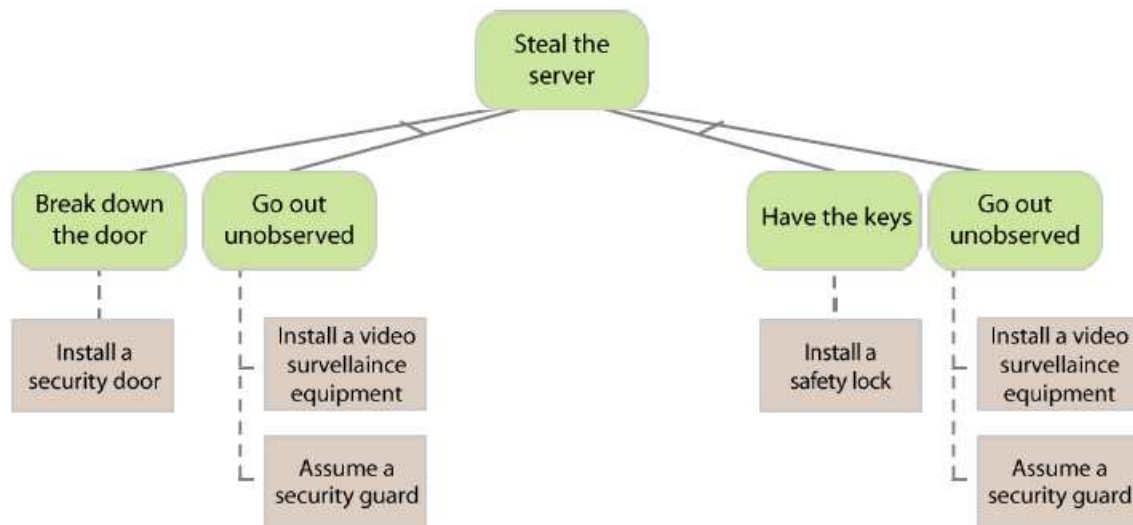 Steal the
server
Break down
the door
Go out
unobserved
Have the keys
Go out
unobserved
Install a
security door
Install a video
survellaince
equipment
Assume a
security guard
Install a
safety lock
Install a video
survellaince
equipment
Assume a
security guard